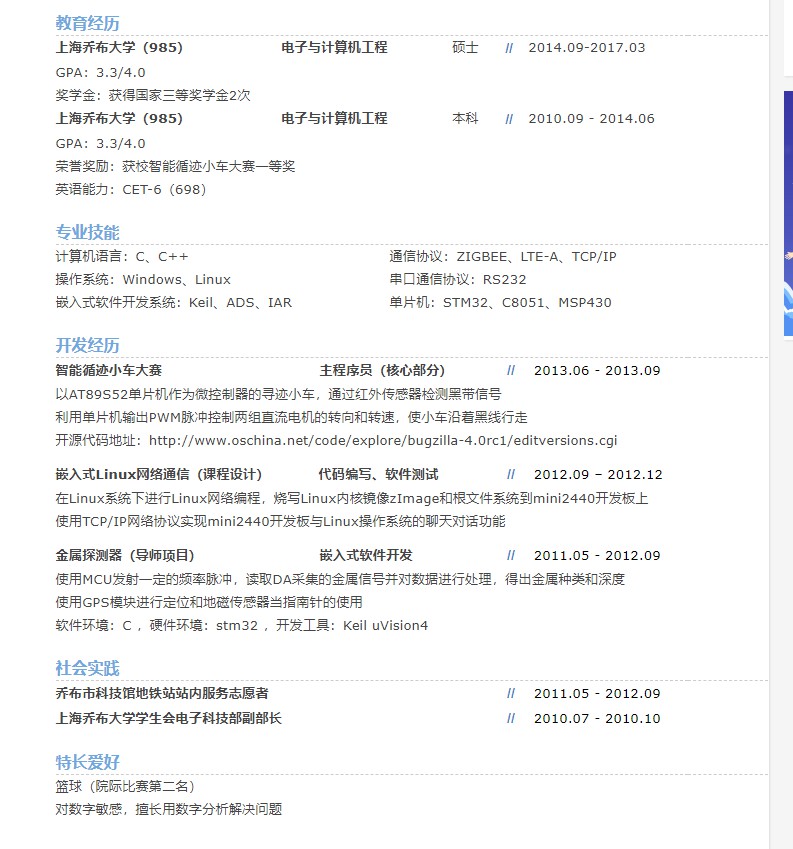 教育经历
上海乔布大学（985） 电子与计算机工程 硕士 // 2014.09-2017.03
GPA：3.3/4.0
奖学金：获得国家三等奖学金2次
上海乔布大学（985） 电子与计算机工程 本科 // 2010.09 - 2014.06
GPA：3.3/4.0
荣誉奖励：获校智能循迹小车大赛一等奖
英语能力：CET-6（698）
专业技能
计算机语言：C、C++ 通信协议：ZIGBEE、LTE-A、TCP/IP
操作系统：Windows、Linux 串口通信协议：RS232
嵌入式软件开发系统：Keil、ADS、IAR 单片机：STM32、C8051、MSP430
开发经历
智能循迹小车大赛 主程序员（核心部分） // 2013.06 - 2013.09
以AT89S52单片机作为微控制器的寻迹小车，通过红外传感器检测黑带信号
利用单片机输出PWM脉冲控制两组直流电机的转向和转速，使小车沿着黑线行走
开源代码地址：http://www.oschina.net/code/explore/bugzilla-4.0rc1/editversions.cgi
嵌入式Linux网络通信（课程设计） 代码编写、软件测试 // 2012.09 – 2012.12
在Linux系统下进行Linux网络编程，烧写Linux内核镜像zImage和根文件系统到mini2440开发板上
使用TCP/IP网络协议实现mini2440开发板与Linux操作系统的聊天对话功能
金属探测器（导师项目） 嵌入式软件开发 // 2011.05 - 2012.09
使用MCU发射一定的频率脉冲，读取DA采集的金属信号并对数据进行处理，得出金属种类和深度
使用GPS模块进行定位和地磁传感器当指南针的使用
软件环境：C ，硬件环境：stm32 ，开发工具：Keil uVision4
社会实践
乔布市科技馆地铁站站内服务志愿者 // 2011.05 - 2012.09
上海乔布大学学生会电子科技部副部长 // 2010.07 - 2010.10
特长爱好
篮球（院际比赛第二名）
对数字敏感，擅长用数字分析解决问题